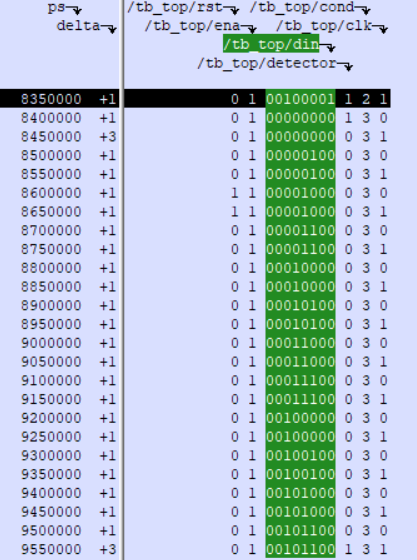 ps /tb_top/rst /tb_top/cond
delta /tb_top/ena /tb_top/clk
/tb_top/din
/tb_top/detector
8350000 +1 0 1 00100001 1 2 1
8400000 +1 0 1 00000000 1 3 0
8450000 +3 0 1 00000000 0 3 1
8500000 +1 0 1 00000100 0 3 0
8550000 +1 0 1 00000100 0 3 1
8600000 +1 1 1 00001000 0 3 0
8650000 +1 1 1 00001000 0 3 1
8700000 +1 0 1 00001100 0 3 0
8750000 +1 0 1 00001100 0 3 1
8800000 +1 0 1 00010000 0 3 0
8850000 +1 0 1 00010000 0 3 1
8900000 +1 0 1 00010100 0 3 0
8950000 +1 0 1 00010100 0 3 1
9000000 +1 0 1 00011000 0 3 0
9050000 +1 0 1 00011000 0 3 1
9100000 +1 0 1 00011100 0 3 0
9150000 +1 0 1 00011100 0 3 1
9200000 +1 0 1 00100000 0 3 0
9250000 +1 0 1 00100000 0 3 1
9300000 +1 0 1 00100100 0 3 0
9350000 +1 0 1 00100100 0 3 1
9400000 +1 0 1 00101000 0 3 0
9450000 +1 0 1 00101000 0 3 1
9500000 +1 0 1 00101100 0 3 0
9550000 +3 0 1 00101100 1 3 1